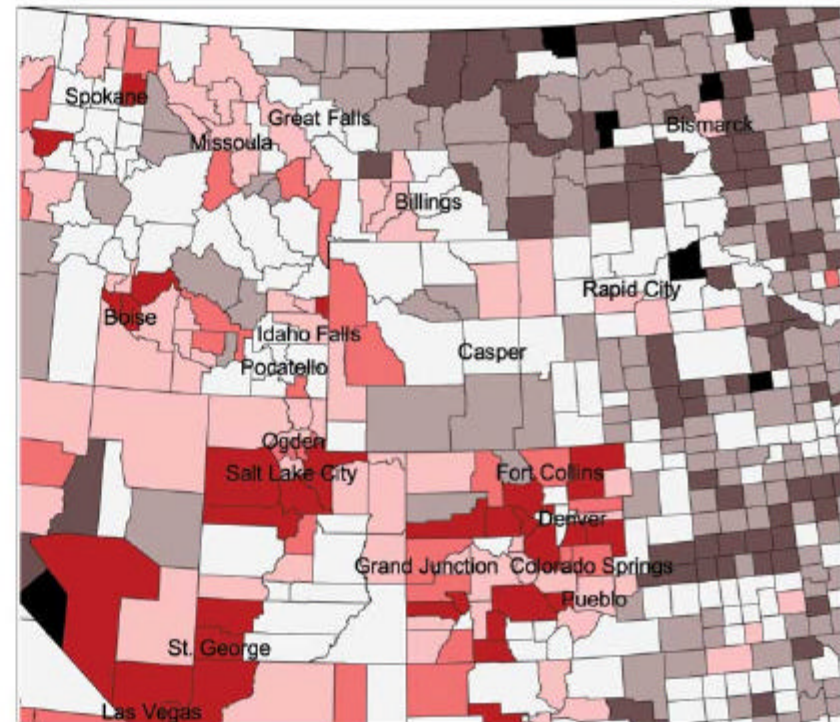 Spokane
Great Falls
Bismarck
Missoula
Billings
Rapid City
Boise
Idaho Falls
Casper
Pocatello
Ogden
Salt Lake City
Fort Collins
Denver
Grand Junction
Colorado Springs
Pueblo
St. George
Las Vegas